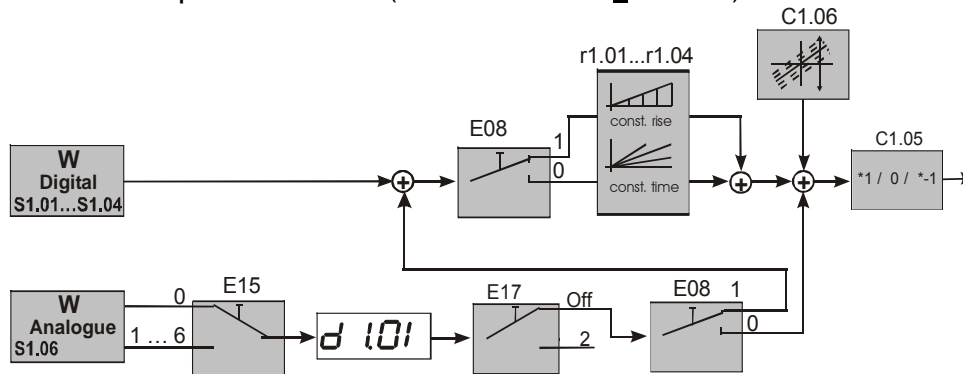 C1.06
r1.01...r1.04
E08
const. rise
1
C1.05
W
Digital
S1.01...S1.04
0
const. time
*1 / 0 / *-1
E15
E17
E08
1
W
Analogue
S1.06
0
Off
0
1 ... 6
d 1.01
2